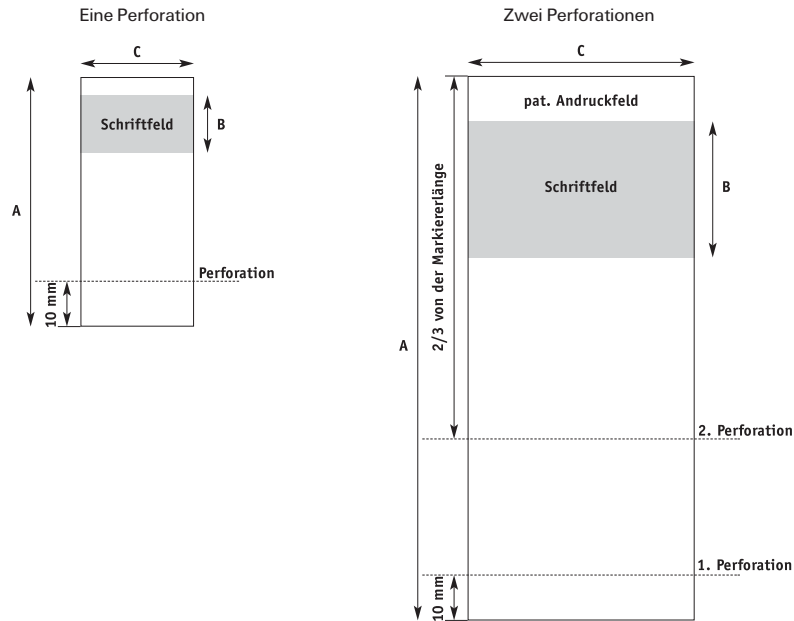 Eine Perforation
C
Schriftfeld
B
A
Perforation
10 mm
Zwei Perforationen
C
pat. Andruckfeld
Schriftfeld
B
2/3 von der Markiererlänge
A
2. Perforation
1. Perforation
10 mm